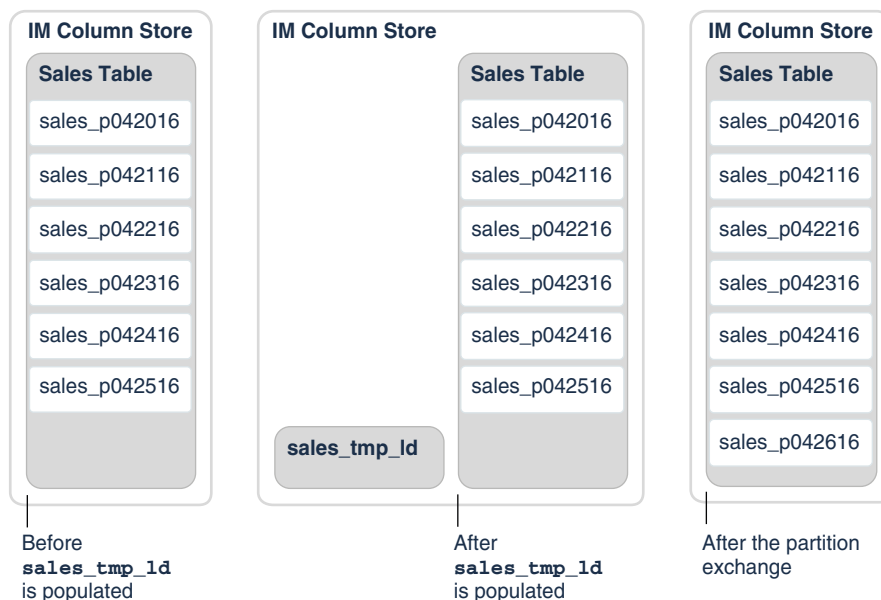 IM Column Store
Sales Table
sales_p042016
sales_p042116
sales_p042216
sales_p042316
sales_p042416
sales_p042516
Before
sales_tmp_ld
is populated
IM Column Store
Sales Table
sales_p042016
sales_p042116
sales_p042216
sales_p042316
sales_p042416
sales_p042516
sales_tmp_ld
After
sales_tmp_ld
is populated
IM Column Store
Sales Table
sales_p042016
sales_p042116
sales_p042216
sales_p042316
sales_p042416
sales_p042516
sales_p042616
After the partition
exchange